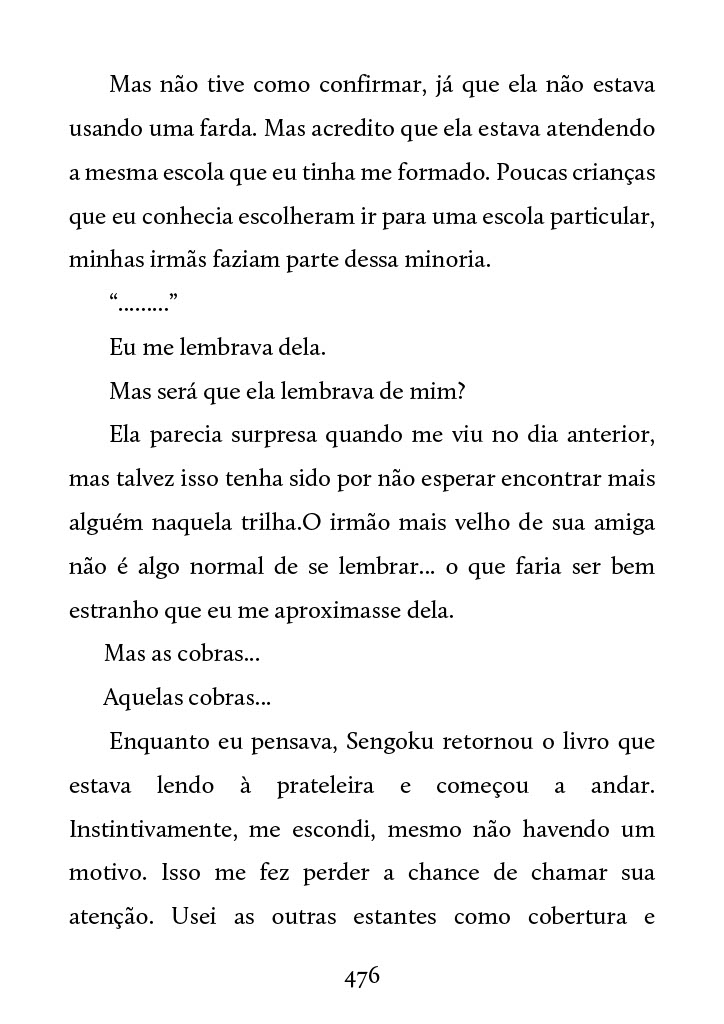 Mas não tive como confirmar, já que ela não estava
usando uma farda. Mas acredito que ela estava atendendo
a mesma escola que eu tinha me formado. Poucas crianças
que eu conhecia escolheram ir para uma escola particular,
minhas irmãs faziam parte dessa minoria.
“.........”
Eu me lembrava dela.
Mas será que ela lembrava de mim?
Ela parecia surpresa quando me viu no dia anterior,
mas talvez isso tenha sido por não esperar encontrar mais
alguém naquela trilha.O irmão mais velho de sua amiga
não é algo normal de se lembrar... o que faria ser bem
estranho que eu me aproximasse dela.
Mas as cobras...
Aquelas cobras...
Enquanto eu pensava, Sengoku retornou o livro que
estava lendo à prateleira e começou a andar.
Instintivamente, me escondi, mesmo não havendo um
motivo. Isso me fez perder a chance de chamar sua
atenção. Usei as outras estantes como cobertura e
476